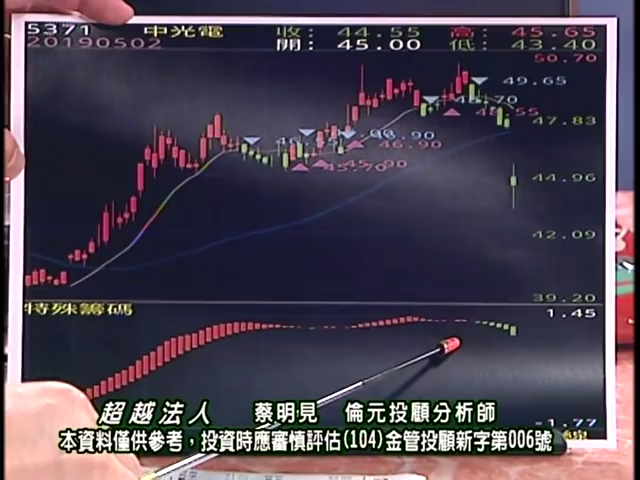 5371 中光電 收: 44.55 高: 45.65
20190502 開: 45.00 低: 43.40
50.70
49.65
47.83
46.90
45.70
44.96
42.09
39.20
特殊籌碼 1.45
-1.77
超越法人 蔡明見 倫元投顧分析師
本資料僅供參考，投資時應審慎評估(104)金管投顧新字第006號